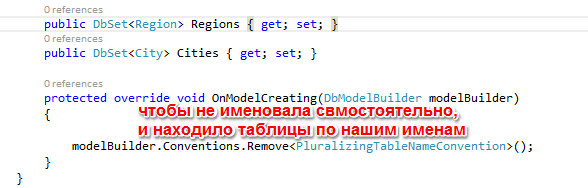 0 references
public DbSet<Region> Regions { get; set; }
0 references
public DbSet<City> Cities { get; set; }
0 references
protected override void OnModelCreating(DbModelBuilder modelBuilder)
{
чтобы не именовала свмостоятельно,
и находило таблицы по нашим именам
modelBuilder.Conventions.Remove<PluralizingTableNameConvention>();
}
}